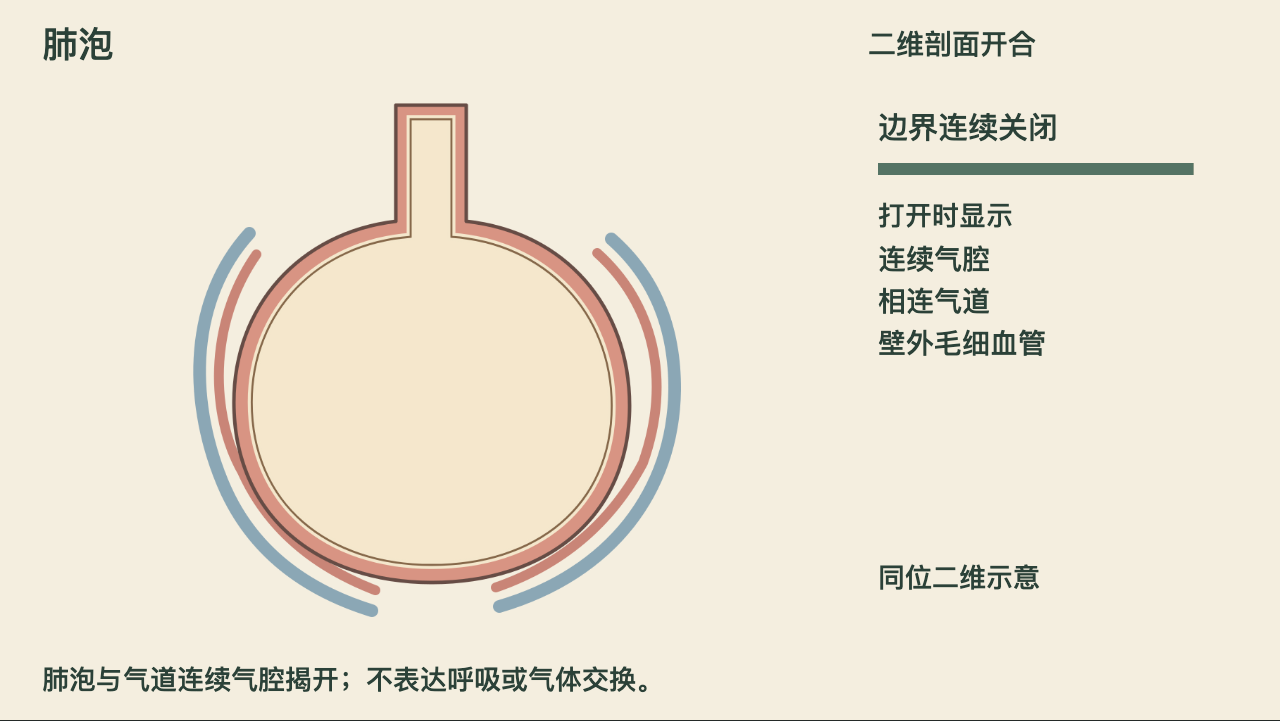 肺泡
二维剖面开合
边界连续关闭
打开时显示
连续气腔
相连气道
壁外毛细血管
同位二维示意
肺泡与气道连续气腔揭开；不表达呼吸或气体交换。